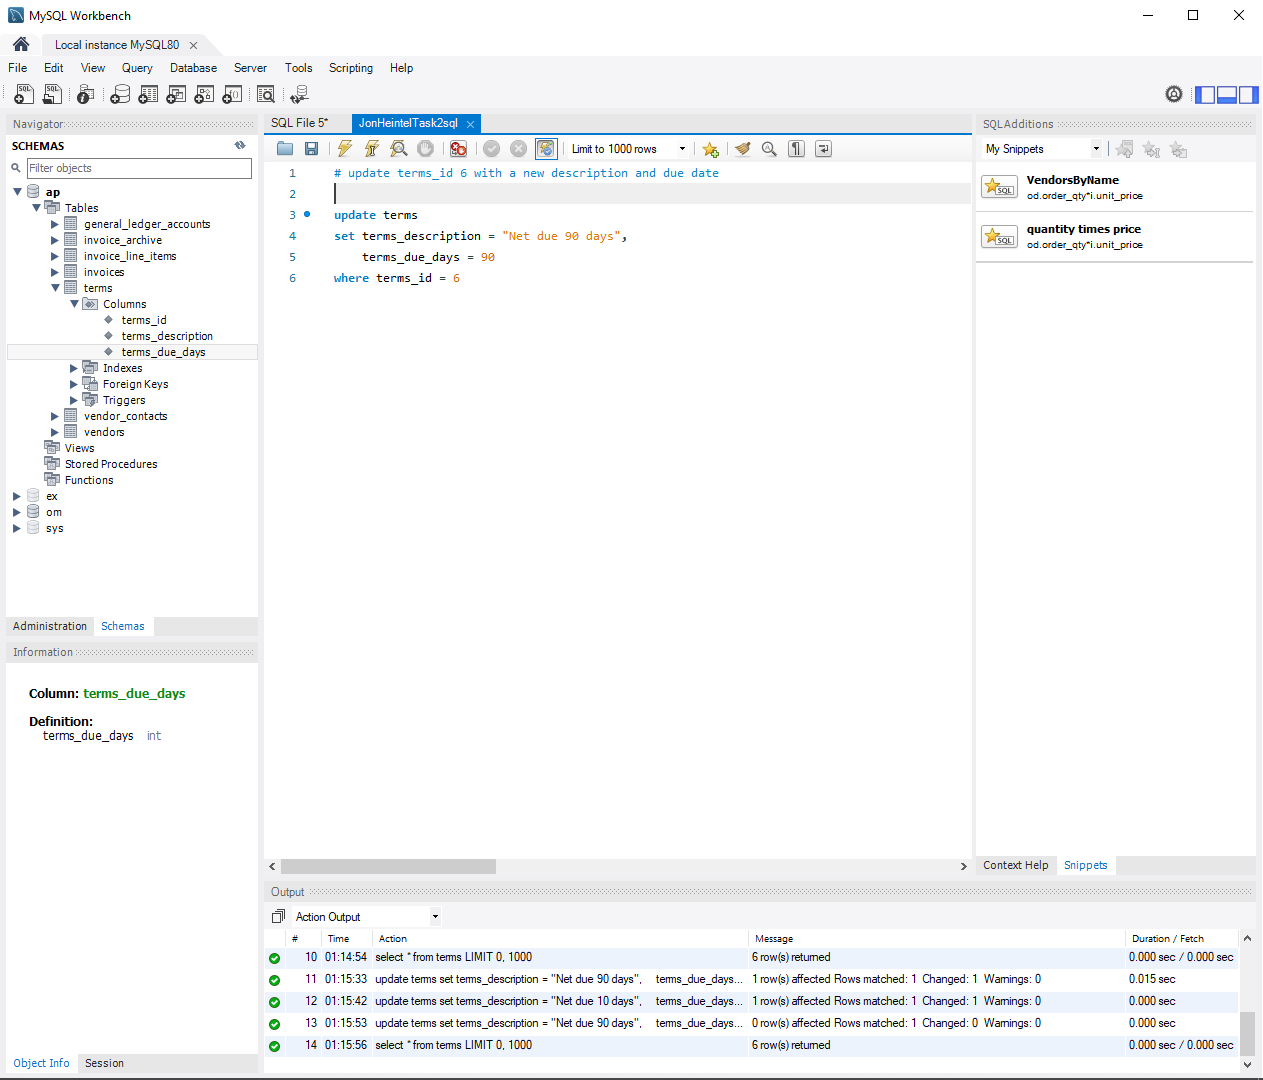 MySQL Workbench
Local instance MySQL80
File Edit View Query Database Server Tools Scripting Help
Navigator
SCHEMAS
Filter objects
ap
Tables
general_ledger_accounts
invoice_archive
invoice_line_items
invoices
terms
Columns
terms_id
terms_description
terms_due_days
Indexes
Foreign Keys
Triggers
vendor_contacts
vendors
Views
Stored Procedures
Functions
ex
om
sys
Administration Schemas
Information
Column: terms_due_days
Definition:
terms_due_days int
Object Info Session
SQL File 5* JonHeintelTask2sql
Limit to 1000 rows
1 # update terms_id 6 with a new description and due date
2
3 update terms
4 set terms_description = "Net due 90 days",
5 terms_due_days = 90
6 where terms_id = 6
SQLAdditions
My Snippets
SQL VendorsByName
od.order_qty*i.unit_price
SQL quantity times price
od.order_qty*i.unit_price
Context Help Snippets
Output
Action Output
# Time Action Message Duration / Fetch
10 01:14:54 select * from terms LIMIT 0, 1000 6 row(s) returned 0.000 sec / 0.000 sec
11 01:15:33 update terms set terms_description = "Net due 90 days", terms_due_days... 1 row(s) affected Rows matched: 1 Changed: 1 Warnings: 0 0.015 sec
12 01:15:42 update terms set terms_description = "Net due 10 days", terms_due_days... 1 row(s) affected Rows matched: 1 Changed: 1 Warnings: 0 0.000 sec
13 01:15:53 update terms set terms_description = "Net due 90 days", terms_due_days... 0 row(s) affected Rows matched: 1 Changed: 0 Warnings: 0 0.000 sec
14 01:15:56 select * from terms LIMIT 0, 1000 6 row(s) returned 0.000 sec / 0.000 sec